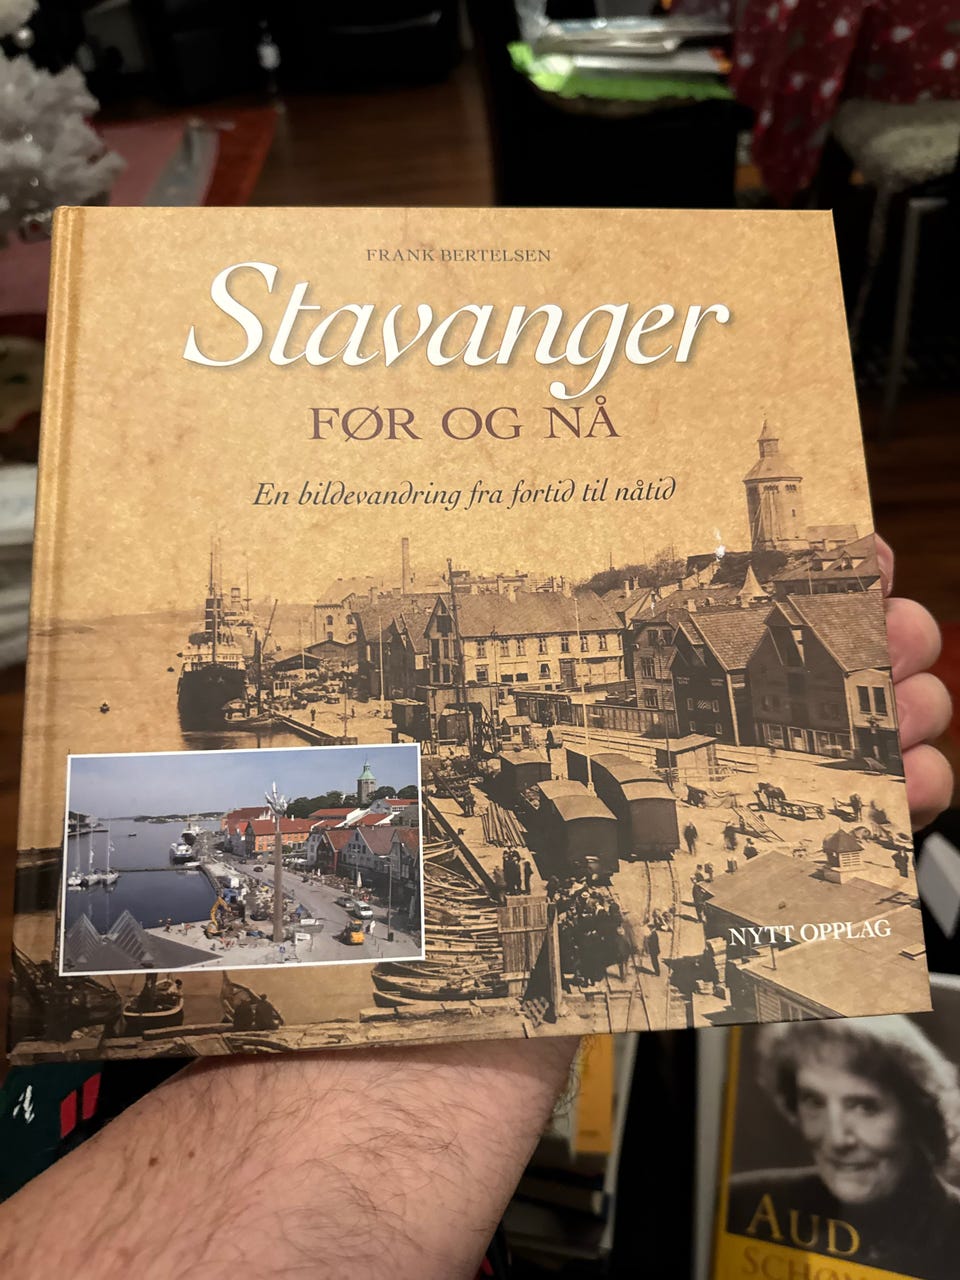 FRANK BERTELSEN
Stavanger
FØR OG NÅ
En bildevandring fra fortid til nåtid
NYTT OPPLAG
AUD